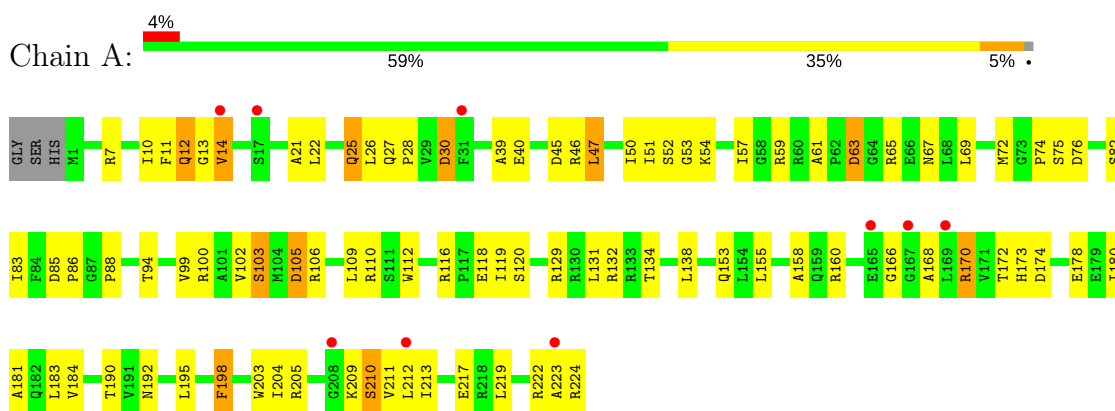 4%
Chain A:
59% 35% 5% •
GLY SER HIS M1 R7 I10 F11 Q12 G13 V14 S17 A21 L22 Q25 L26 Q27 P28 V29 D30 F31 A39 E40 D45 R46 L47 I50 I51 S52 G53 K54 I57 G58 R59 R60 A61 P62 D63 G64 R65 E66 N67 L68 L69 M72 G73 P74 S75 D76 S82
I83 F84 D85 P86 G87 P88 T94 V99 R100 A101 V102 S103 M104 D105 R106 L109 R110 S111 W112 R116 P117 E118 I119 S120 R129 R130 L131 R132 R133 T134 L138 Q153 L154 L155 A158 Q159 R160 E165 G166 G167 A168 L169 R170 V171 T172 H173 D174 E178 E179 I180
A181 Q182 L183 V184 T190 V191 N192 L195 F198 W203 I204 R205 G208 K209 S210 V211 L212 I213 E217 R218 L219 R222 A223 R224